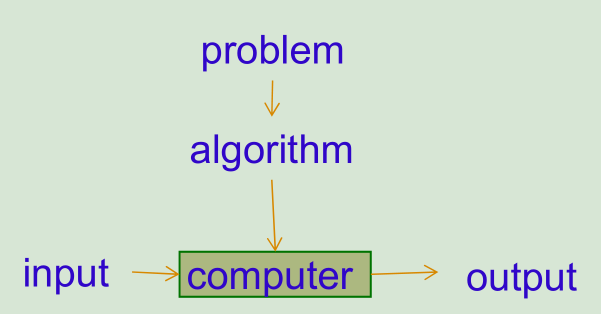 problem
algorithm
input
computer
output